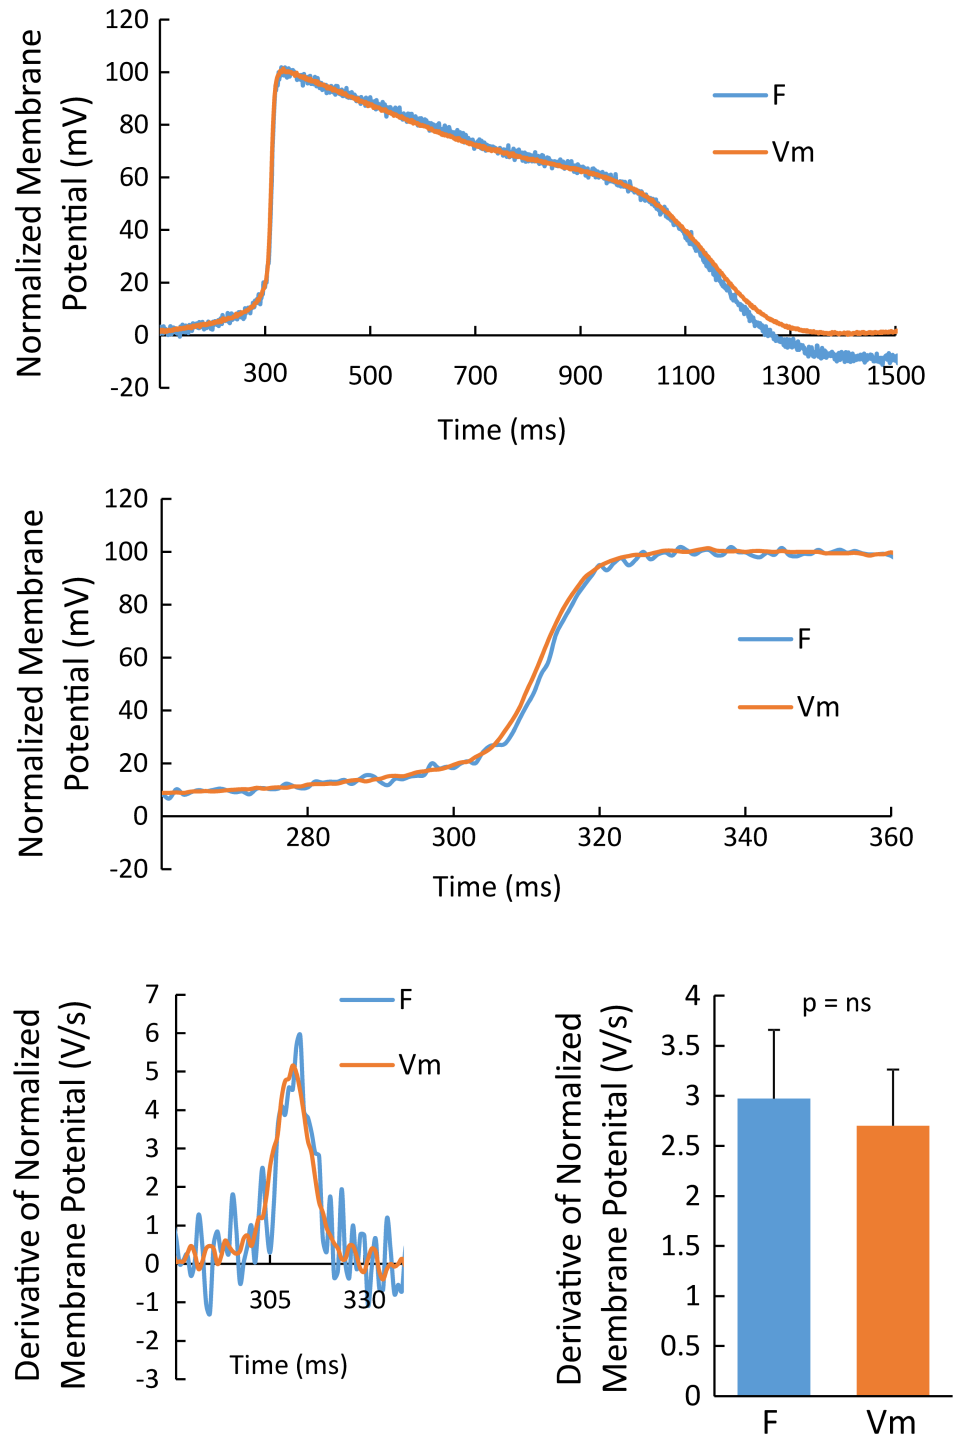 Normalized Membrane
Potential (mV)
120
100
80
60
40
20
0
-20
F
Vm
300
500
700
900
1100
1300
1500
Time (ms)
Normalized Membrane
Potential (mV)
120
100
80
60
40
20
0
-20
F
Vm
280
300
320
340
360
Time (ms)
Derivative of Normalized
Membrane Potenital (V/s)
7
6
5
4
3
2
1
0
-1
-2
-3
F
Vm
305
330
Time (ms)
Derivative of Normalized
Membrane Potenital (V/s)
4
3.5
3
2.5
2
1.5
1
0.5
0
p = ns
F
Vm